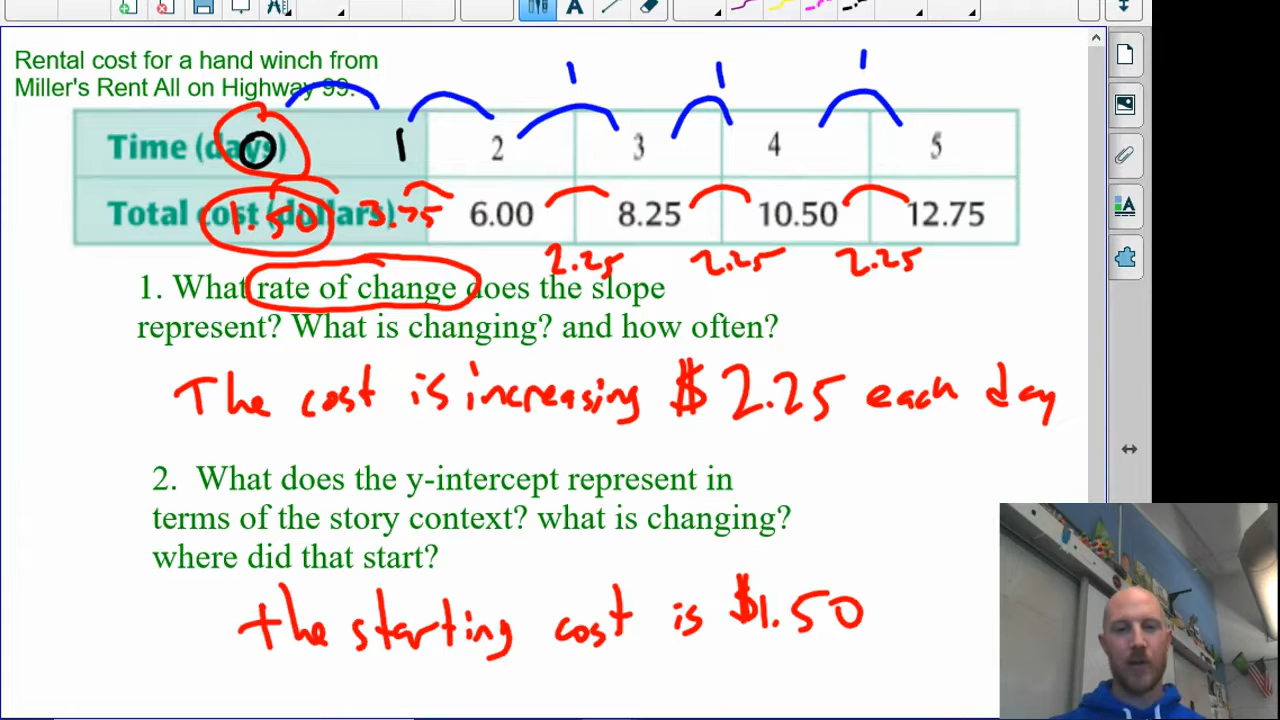 Rental cost for a hand winch from
Miller's Rent All on Highway 99.
1 1 1
Time (days) 0 1 2 3 4 5
Total cost (dollars) 1.50 3.75 6.00 8.25 10.50 12.75
2.25 2.25 2.25
1. What rate of change does the slope
represent? What is changing? and how often?
The cost is increasing $2.25 each day
2. What does the y-intercept represent in
terms of the story context? what is changing?
where did that start?
the starting cost is $1.50